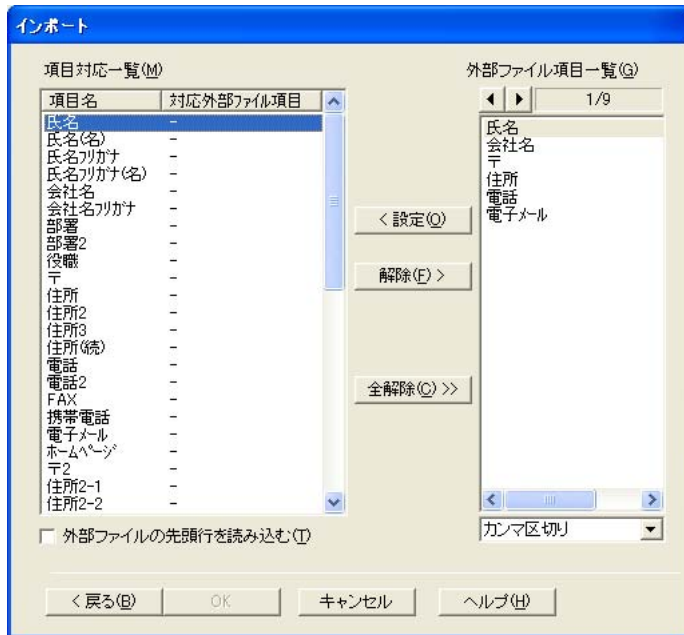 インポート
項目対応一覧(M)
項目名 対応外部ファイル項目
氏名 -
氏名(名) -
氏名フリガナ -
氏名フリガナ(名) -
会社名 -
会社名フリガナ -
部署 -
部署2 -
役職 -
〒 -
住所 -
住所2 -
住所3 -
住所(続) -
電話 -
電話2 -
FAX -
携帯電話 -
電子メール -
ホームページ -
〒2 -
住所2-1 -
住所2-2 -
外部ファイルの先頭行を読み込む(T)
< 設定(O)
解除(F) >
全解除(C) >>
外部ファイル項目一覧(G)
1/9
氏名
会社名
〒
住所
電話
電子メール
カンマ区切り
< 戻る(B)
OK
キャンセル
ヘルプ(H)